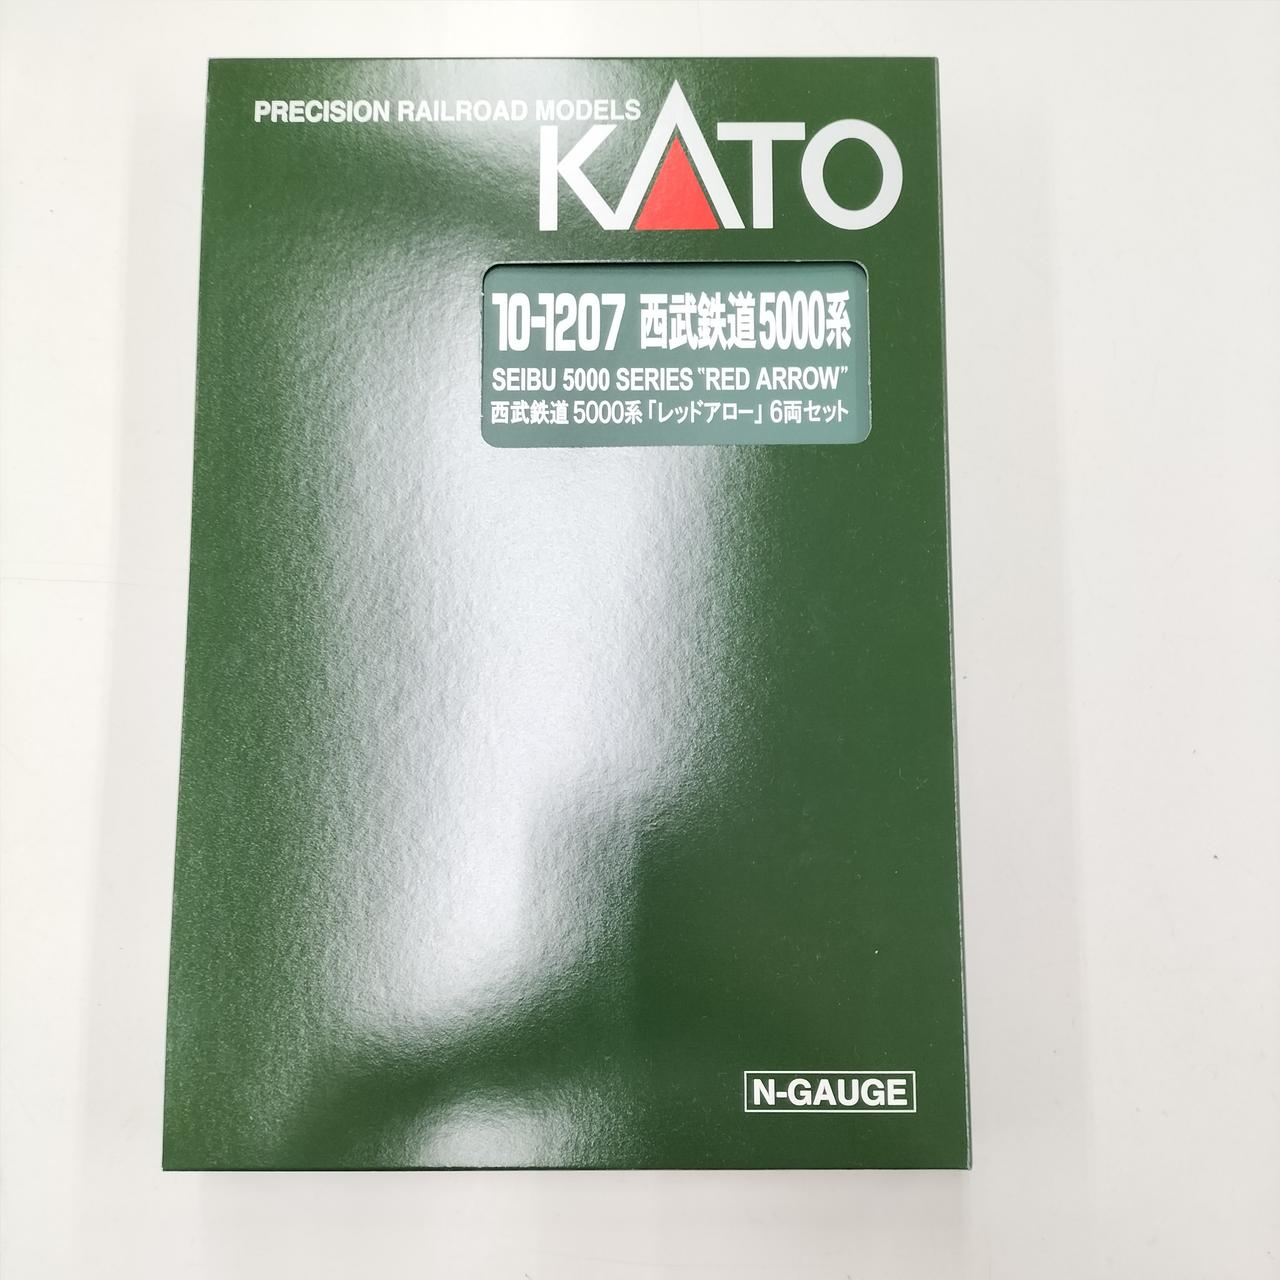 PRECISION RAILROAD MODELS
KATO
10-1207 西武鉄道5000系
SEIBU 5000 SERIES "RED ARROW"
西武鉄道5000系「レッドアロー」6両セット
N-GAUGE